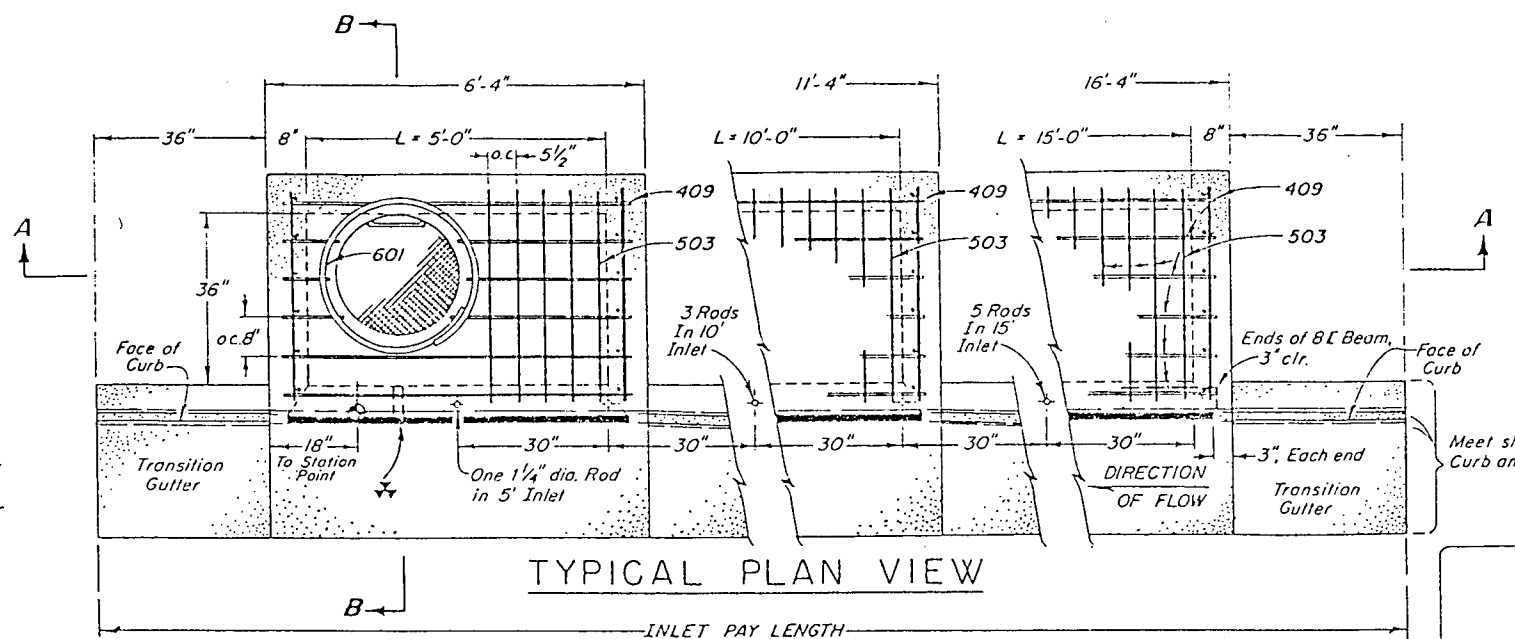 B
6'-4"
11'-4"
16'-4"
36"
8"
L = 5'-0"
o.c.
5½"
L = 10'-0"
L = 15'-0"
8"
36"
409
409
409
A
503
503
503
A
601
36"
o.c. 8"
3 Rods
In 10'
Inlet
5 Rods
In 15'
Inlet
Ends of 8[ Beam,
3" clr.
Face of
Curb
Face of
Curb
18"
To Station
Point
30"
30"
30"
30"
30"
3", Each end
Transition
Gutter
One 1¼" dia. Rod
in 5' Inlet
DIRECTION
OF FLOW
Transition
Gutter
Meet
Curb
TYPICAL PLAN VIEW
B
INLET PAY LENGTH